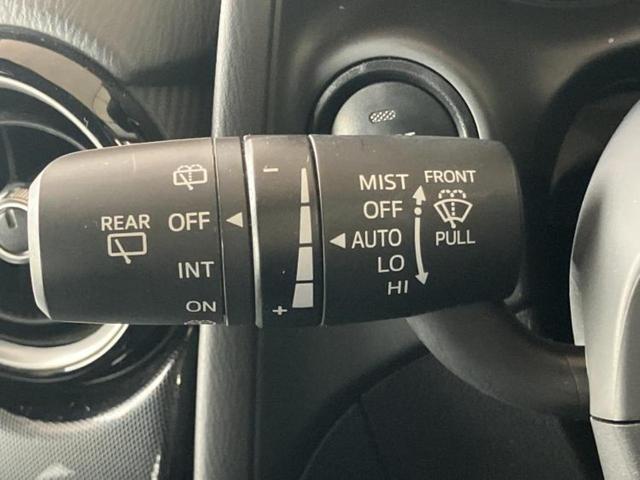 REAR
OFF
INT
ON
-
+
MIST
OFF
AUTO
LO
HI
FRONT
PULL